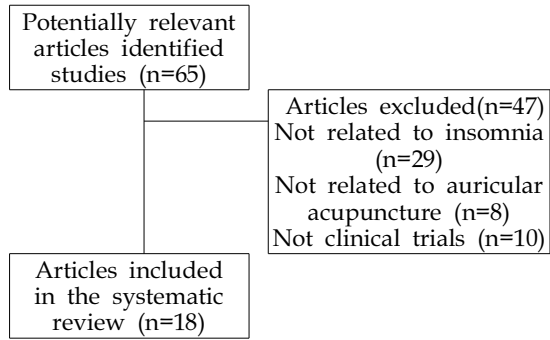 Potentially relevant
articles identified
studies (n=65)
Articles excluded(n=47)
Not related to insomnia
(n=29)
Not related to auricular
acupuncture (n=8)
Not clinical trials (n=10)
Articles included
in the systematic
review (n=18)